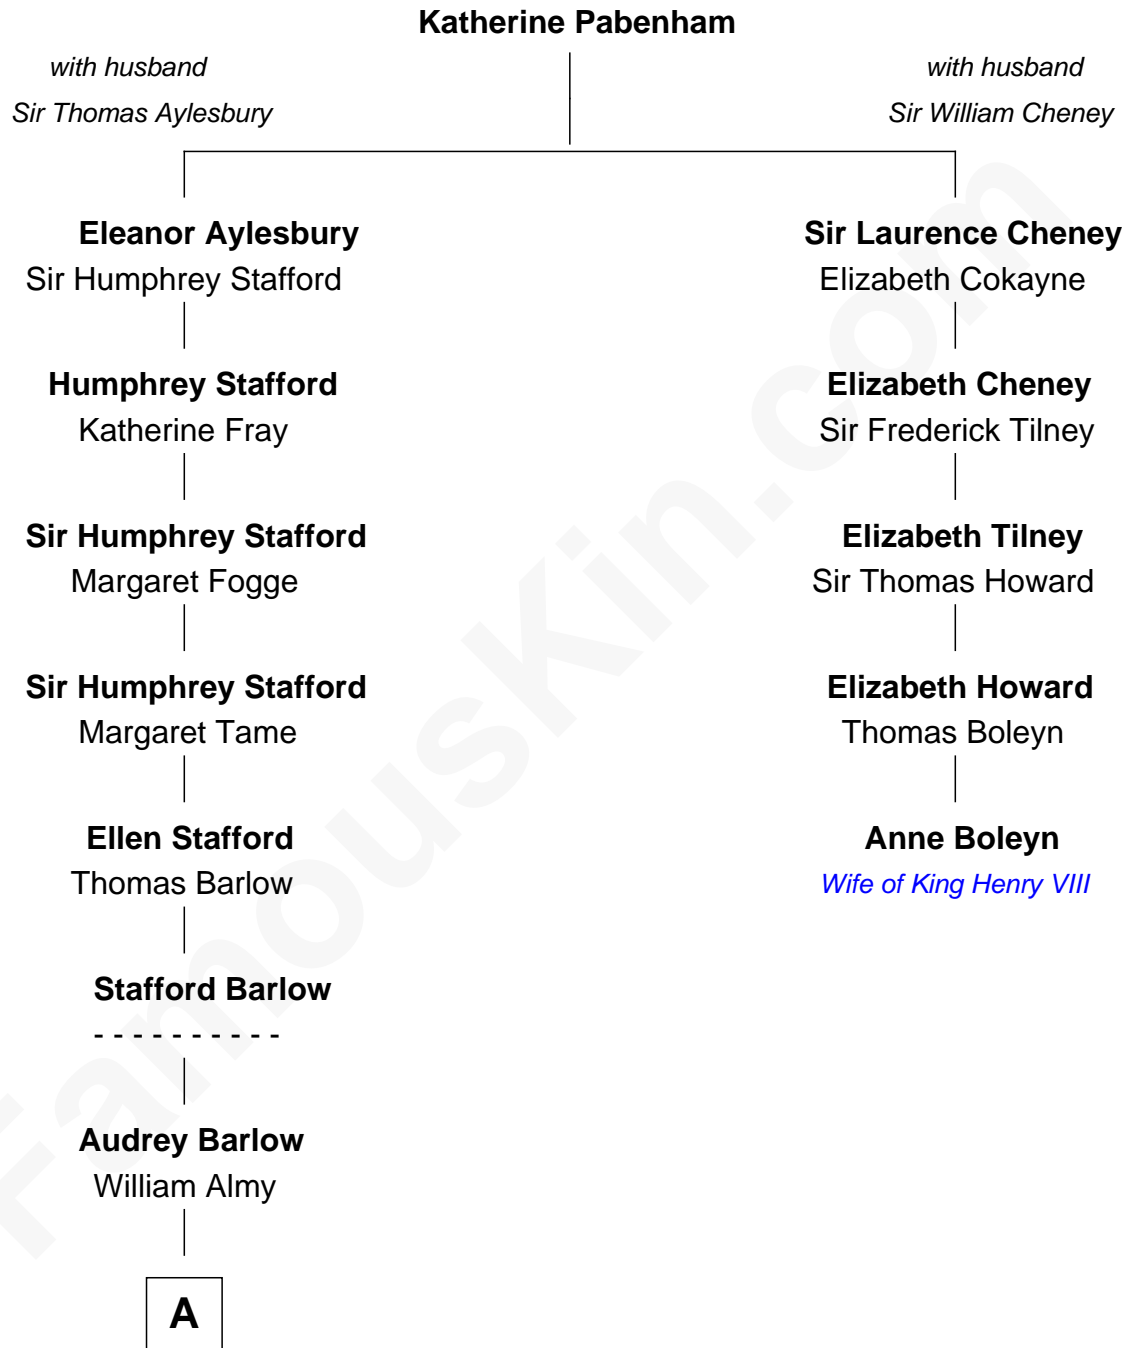 Katherine Pabenham
with husband
Sir Thomas Aylesbury
with husband
Sir William Cheney
Eleanor Aylesbury
Sir Humphrey Stafford
Humphrey Stafford
Katherine Fray
Sir Humphrey Stafford
Margaret Fogge
Sir Humphrey Stafford
Margaret Tame
Ellen Stafford
Thomas Barlow
Stafford Barlow
- - - - - - - - - -
Audrey Barlow
William Almy
A
Sir Laurence Cheney
Elizabeth Cokayne
Elizabeth Cheney
Sir Frederick Tilney
Elizabeth Tilney
Sir Thomas Howard
Elizabeth Howard
Thomas Boleyn
Anne Boleyn
Wife of King Henry VIII
FamousKin.com